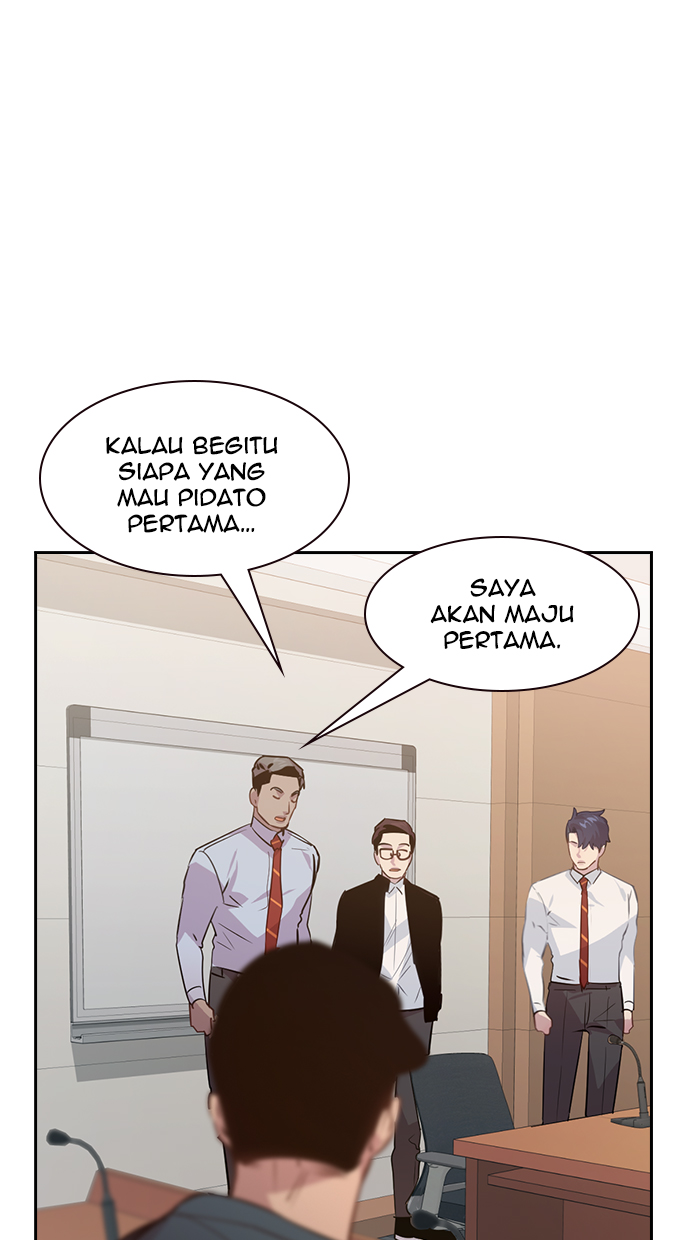 KALAU BEGITU
SIAPA YANG
MAU PIDATO
PERTAMA...
SAYA
AKAN MAJU
PERTAMA.